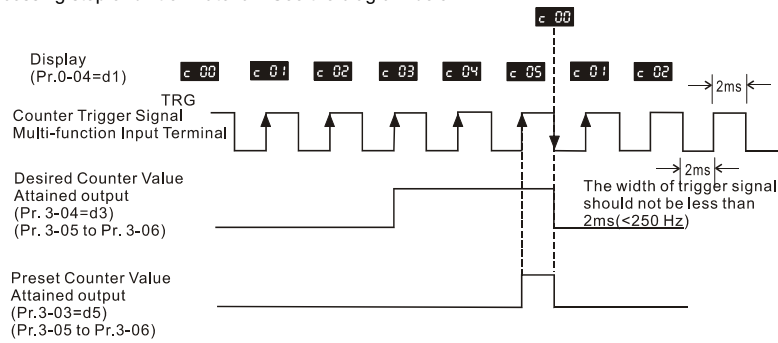 c 00
Display
(Pr.0-04=d1)
c 00 c 01 c 02 c 03 c 04 c 05 c 01 c 02
2ms
TRG
Counter Trigger Signal
Multi-function Input Terminal
2ms
The width of trigger signal
should not be less than
2ms(<250 Hz)
Desired Counter Value
Attained output
(Pr. 3-04=d3)
(Pr. 3-05 to Pr. 3-06)
Preset Counter Value
Attained output
(Pr.3-03=d5)
(Pr.3-05 to Pr.3-06)